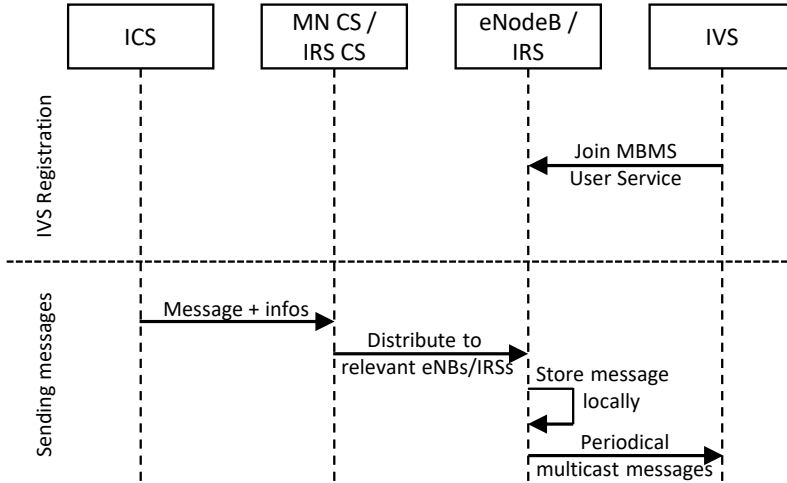 ICS
MN CS /
IRS CS
eNodeB /
IRS
IVS
IVS Registration
Join MBMS
User Service
Sending messages
Message + infos
Distribute to
relevant eNBs/IRSs
Store message
locally
Periodical
multicast messages